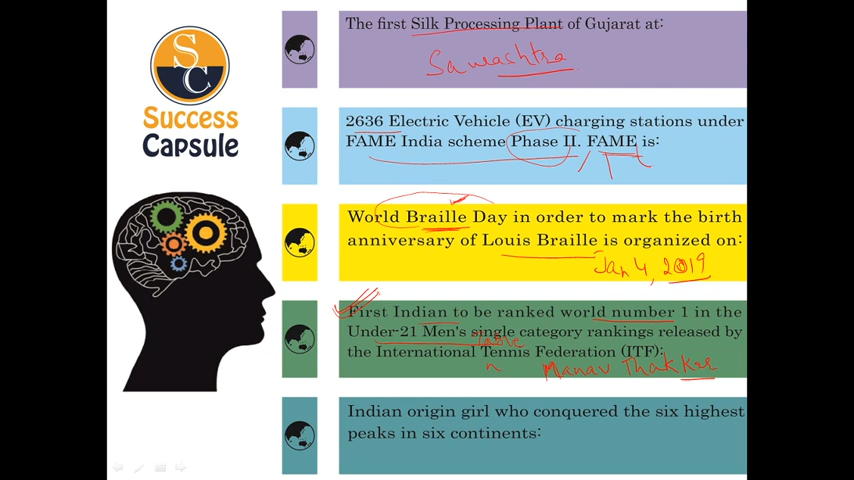 SC
Success
Capsule
The first Silk Processing Plant of Gujarat at:
Saurashtra
2636 Electric Vehicle (EV) charging stations under
FAME India scheme Phase II. FAME is:
World Braille Day in order to mark the birth
anniversary of Louis Braille is organized on:
Jan 4, 2019
First Indian to be ranked world number 1 in the
Under-21 Men's single category rankings released by
Table
the International Tennis Federation (ITF):
Manav Thakker
Indian origin girl who conquered the six highest
peaks in six continents: